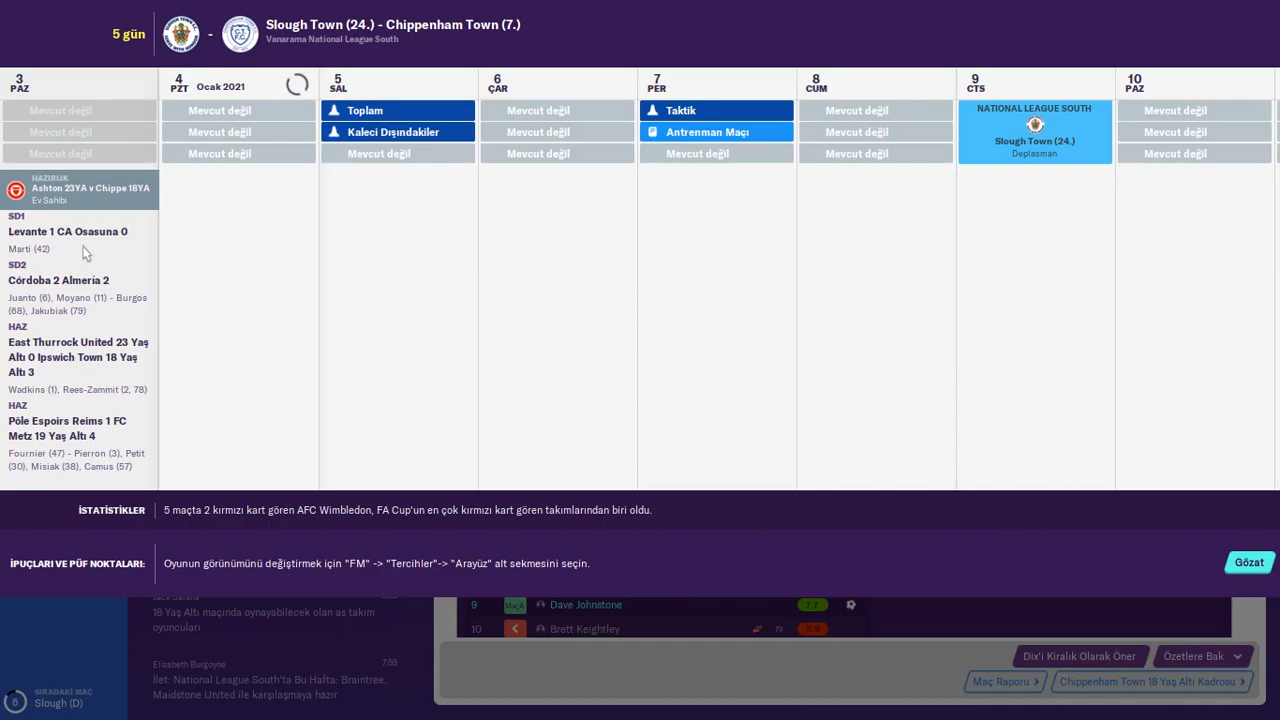 5 gün
Slough Town (24.) - Chippenham Town (7.)
Vanarama National League South
3
PAZ
4
PZT
Ocak 2021
5
SAL
6
ÇAR
7
PER
8
CUM
9
CTS
10
PAZ
Mevcut değil
Mevcut değil
Toplam
Mevcut değil
Taktik
Mevcut değil
NATIONAL LEAGUE SOUTH
Slough Town (24.)
Deplasman
Mevcut değil
Mevcut değil
Mevcut değil
Kaleci Dışındakiler
Mevcut değil
Antrenman Maçı
Mevcut değil
Mevcut değil
Mevcut değil
Mevcut değil
Mevcut değil
Mevcut değil
Mevcut değil
Mevcut değil
Mevcut değil
HAZIRLIK
Ashton 23YA v Chippe 18YA
Ev Sahibi
SD1
Levante 1 CA Osasuna 0
Martí (42)
SD2
Córdoba 2 Almería 2
Juanto (6), Moyano (11) - Burgos
(68), Jakubiak (79)
HAZ
East Thurrock United 23 Yaş
Altı 0 Ipswich Town 18 Yaş
Altı 3
Wadkins (1), Rees-Zammit (2, 78)
HAZ
Pôle Espoirs Reims 1 FC
Metz 19 Yaş Altı 4
Fournier (47) - Pierron (3), Petit
(30), Misiak (38), Camus (57)
İSTATİSTİKLER
5 maçta 2 kırmızı kart gören AFC Wimbledon, FA Cup'un en çok kırmızı kart gören takımlarından biri oldu.
İPUÇLARI VE PÜF NOKTALARI:
Oyunun görünümünü değiştirmek için "FM" -> "Tercihler"-> "Arayüz" alt sekmesini seçin.
Gözat
18 Yaş Altı maçında oynayabilecek olan as takım
oyuncuları
Elizabeth Burgoyne
7:59
İlet: National League South'ta Bu Hafta: Braintree,
Maidstone United ile karşılaşmaya hazır
6
SIRADAKİ MAÇ
Slough (D)
9
MaçA
Dave Johnstone
7.7
10
Brett Keightley
79
Dix'i Kiralık Olarak Öner
Özetlere Bak
Maç Raporu
Chippenham Town 18 Yaş Altı Kadrosu